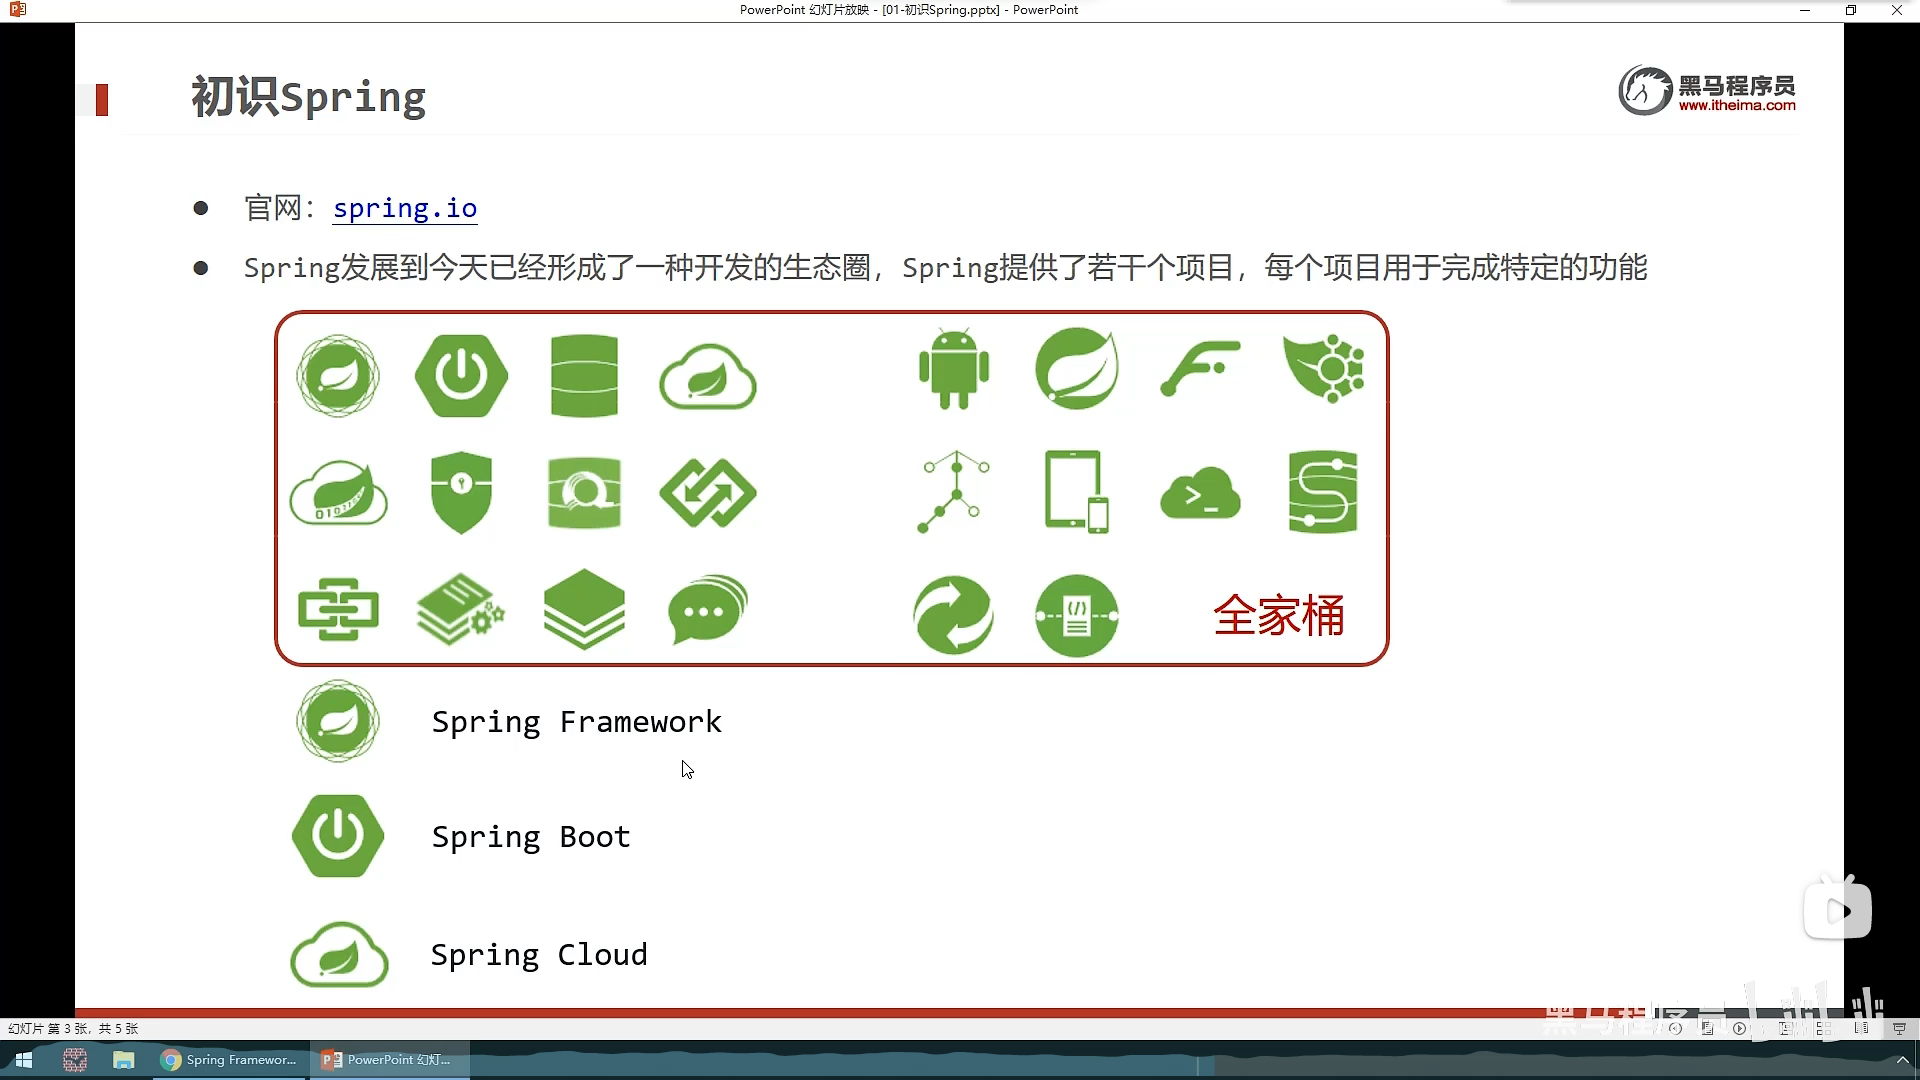 PowerPoint 幻灯片放映 - [01-初识Spring.pptx] - PowerPoint
初识Spring
黑马程序员
www.itheima.com
官网：spring.io
Spring发展到今天已经形成了一种开发的生态圈，Spring提供了若干个项目，每个项目用于完成特定的功能
全家桶
Spring Framework
Spring Boot
Spring Cloud
黑马程序员
幻灯片 第 3 张，共 5 张
Spring Framewor...
PowerPoint 幻灯...